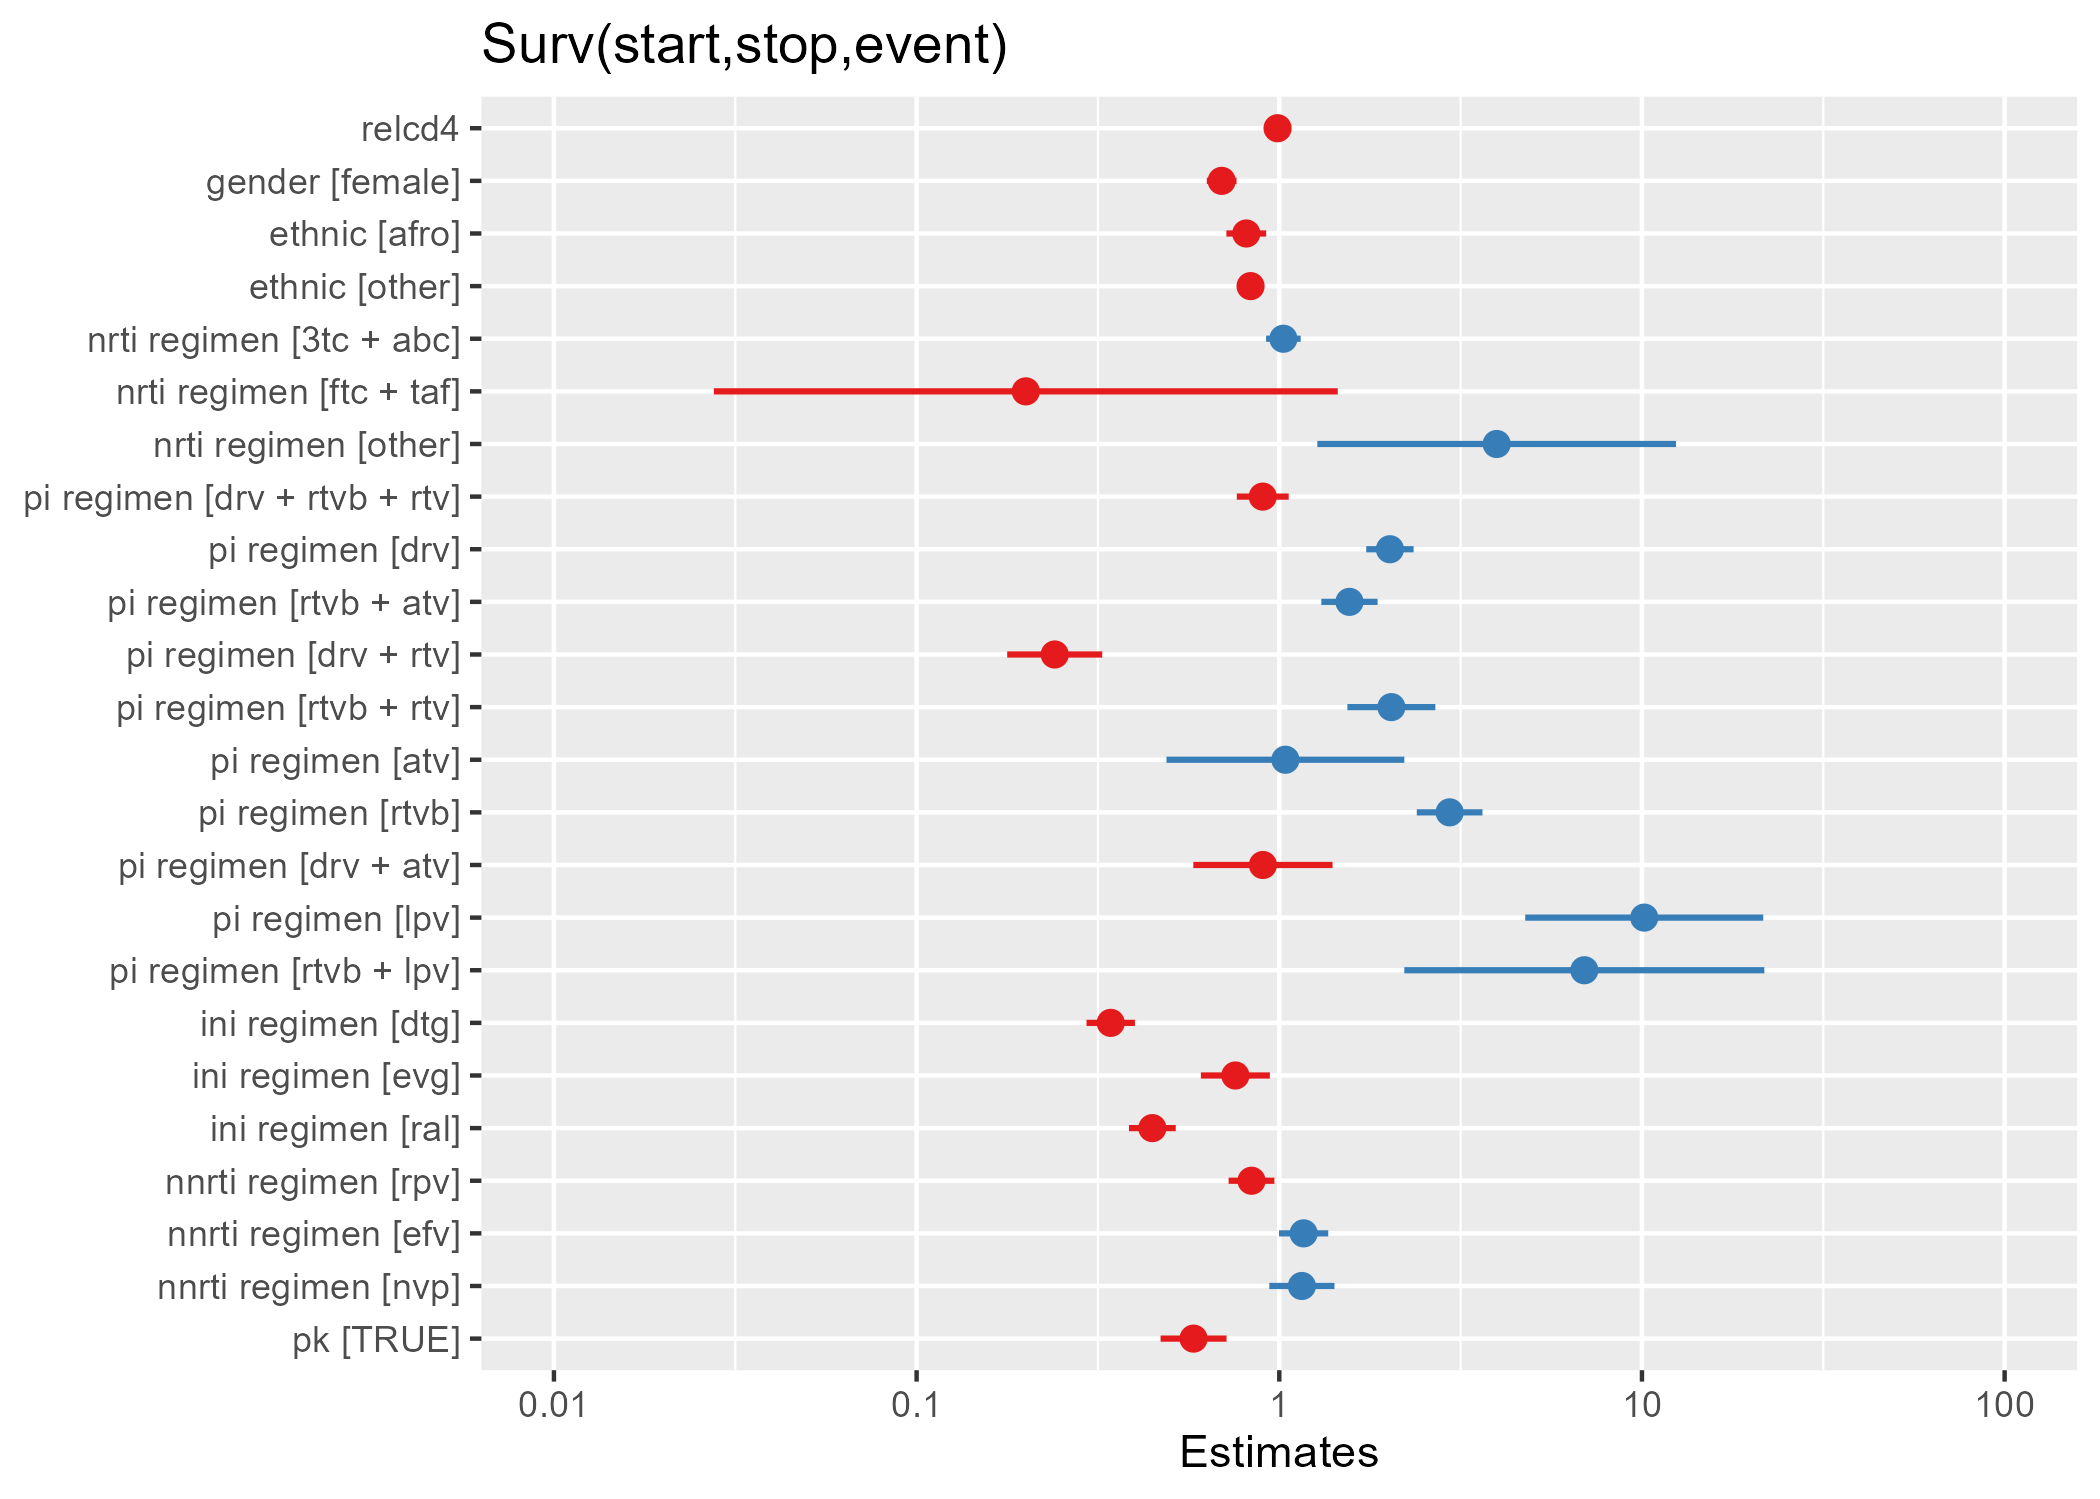 Surv(start,stop,event)
relcd4
gender [female]
ethnic [afro]
ethnic [other]
nrti regimen [3tc + abc]
nrti regimen [ftc + taf]
nrti regimen [other]
pi regimen [drv + rtvb + rtv]
pi regimen [drv]
pi regimen [rtvb + atv]
pi regimen [drv + rtv]
pi regimen [rtvb + rtv]
pi regimen [atv]
pi regimen [rtvb]
pi regimen [drv + atv]
pi regimen [lpv]
pi regimen [rtvb + lpv]
ini regimen [dtg]
ini regimen [evg]
ini regimen [ral]
nnrti regimen [rpv]
nnrti regimen [efv]
nnrti regimen [nvp]
pk [TRUE]
0.01 0.1 1 10 100
Estimates